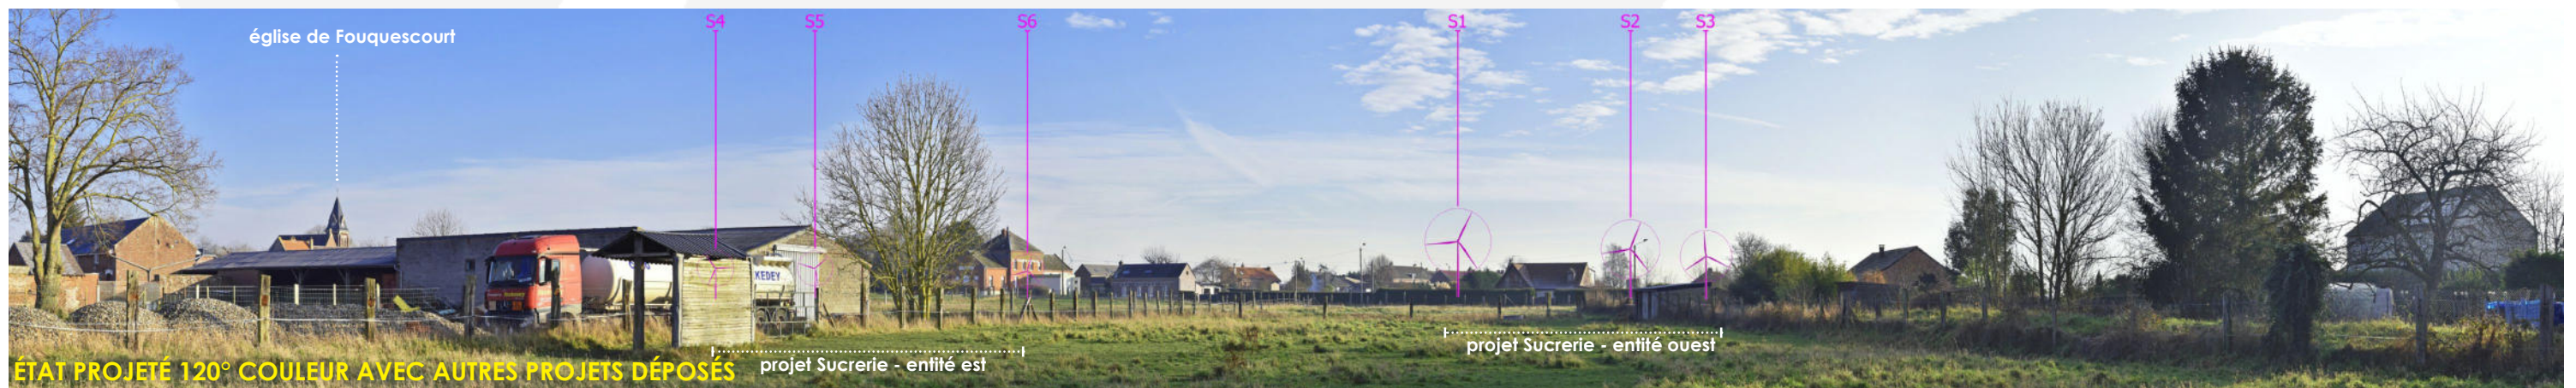 S4 S5 S6 S1 S2 S3
église de Fouquescourt
KEDEY
projet Sucrerie - entité ouest
projet Sucrerie - entité est
ÉTAT PROJETÉ 120° COULEUR AVEC AUTRES PROJETS DÉPOSÉS